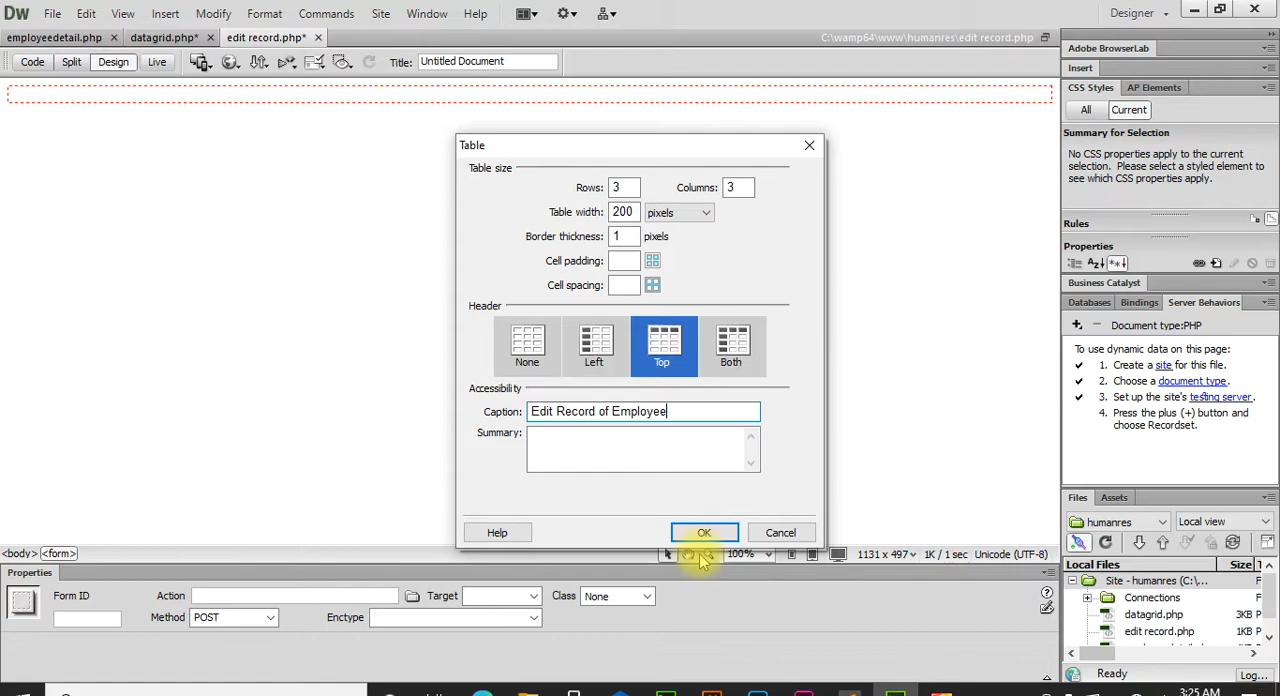 Dw File Edit View Insert Modify Format Commands Site Window Help Designer
employeedetail.php datagrid.php* edit record.php* C:\wamp64\www\humanres\edit record.php
Code Split Design Live Title: Untitled Document
Adobe BrowserLab
Insert
CSS Styles AP Elements
All Current
Summary for Selection
No CSS properties apply to the current
selection. Please select a styled element to
see which CSS properties apply.
Rules
Properties
Az
Business Catalyst
Databases Bindings Server Behaviors
Document type:PHP
To use dynamic data on this page:
1. Create a site for this file.
2. Choose a document type.
3. Set up the site's testing server.
4. Press the plus (+) button and
choose Recordset.
Table
Table size
Rows: 3 Columns: 3
Table width: 200 pixels
Border thickness: 1 pixels
Cell padding:
Cell spacing:
Header
None Left Top Both
Accessibility
Caption: Edit Record of Employee
Summary:
Help OK Cancel
<body> <form> 100% 1131 x 497 1K / 1 sec Unicode (UTF-8)
Properties
Form ID Action Target Class None
Method POST Enctype
Files Assets
humanres Local view
Local Files Size T
Site - humanres (C:\... F
Connections F
datagrid.php 3KB P
edit record.php 1KB P
Ready Log...
3:25 AM